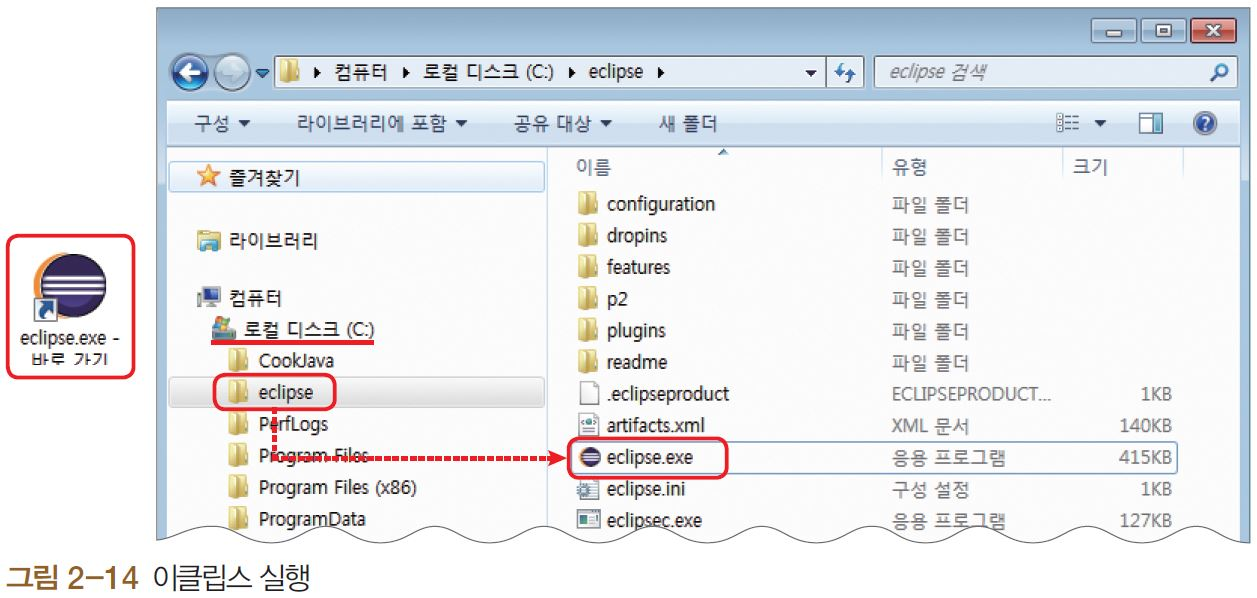 컴퓨터 로컬 디스크 (C:) eclipse
eclipse 검색
구성 라이브러리에 포함 공유 대상 새 폴더
즐겨찾기
라이브러리
컴퓨터
로컬 디스크 (C:)
CookJava
eclipse
PerfLogs
Program Files
Program Files (x86)
ProgramData
이름 유형 크기
configuration 파일 폴더
dropins 파일 폴더
features 파일 폴더
p2 파일 폴더
plugins 파일 폴더
readme 파일 폴더
.eclipseproduct ECLIPSEPRODUCT... 1KB
artifacts.xml XML 문서 140KB
eclipse.exe 응용 프로그램 415KB
eclipse.ini 구성 설정 1KB
eclipsec.exe 응용 프로그램 127KB
eclipse.exe -
바로 가기
그림 2-14 이클립스 실행